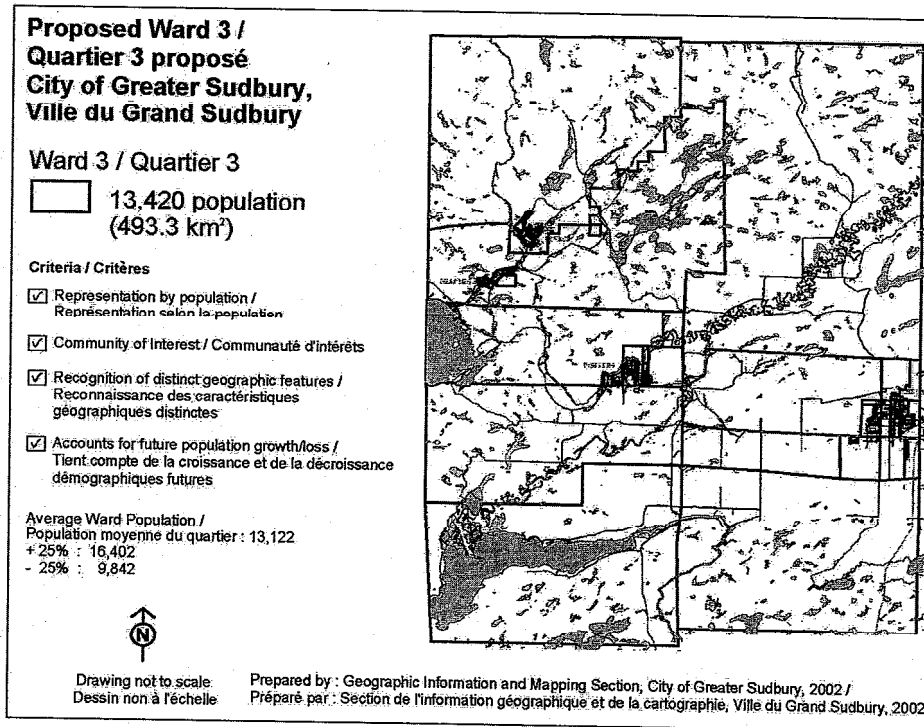 Proposed Ward 3 /
Quartier 3 proposé
City of Greater Sudbury,
Ville du Grand Sudbury
Ward 3 / Quartier 3
13,420 population
(493.3 km²)
Criteria / Critères
Representation by population /
Représentation selon la population
Community of Interest / Communauté d'intérêts
Recognition of distinct geographic features /
Reconnaissance des caractéristiques
géographiques distinctes
Accounts for future population growth/loss /
Tient compte de la croissance et de la décroissance
démographiques futures
Average Ward Population /
Population moyenne du quartier : 13,122
+ 25% : 16,402
- 25% : 9,842
N
Drawing not to scale
Dessin non à l'échelle
Prepared by : Geographic Information and Mapping Section, City of Greater Sudbury, 2002 /
Préparé par : Section de l'information géographique et de la cartographie, Ville du Grand Sudbury, 2002